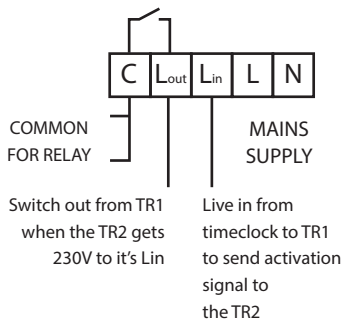 C Lout Lin L N
COMMON
FOR RELAY
MAINS
SUPPLY
Switch out from TR1
when the TR2 gets
230V to it's Lin
Live in from
timeclock to TR1
to send activation
signal to
the TR2